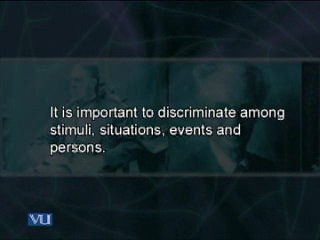 It is important to discriminate among
stimuli, situations, events and
persons.
VU